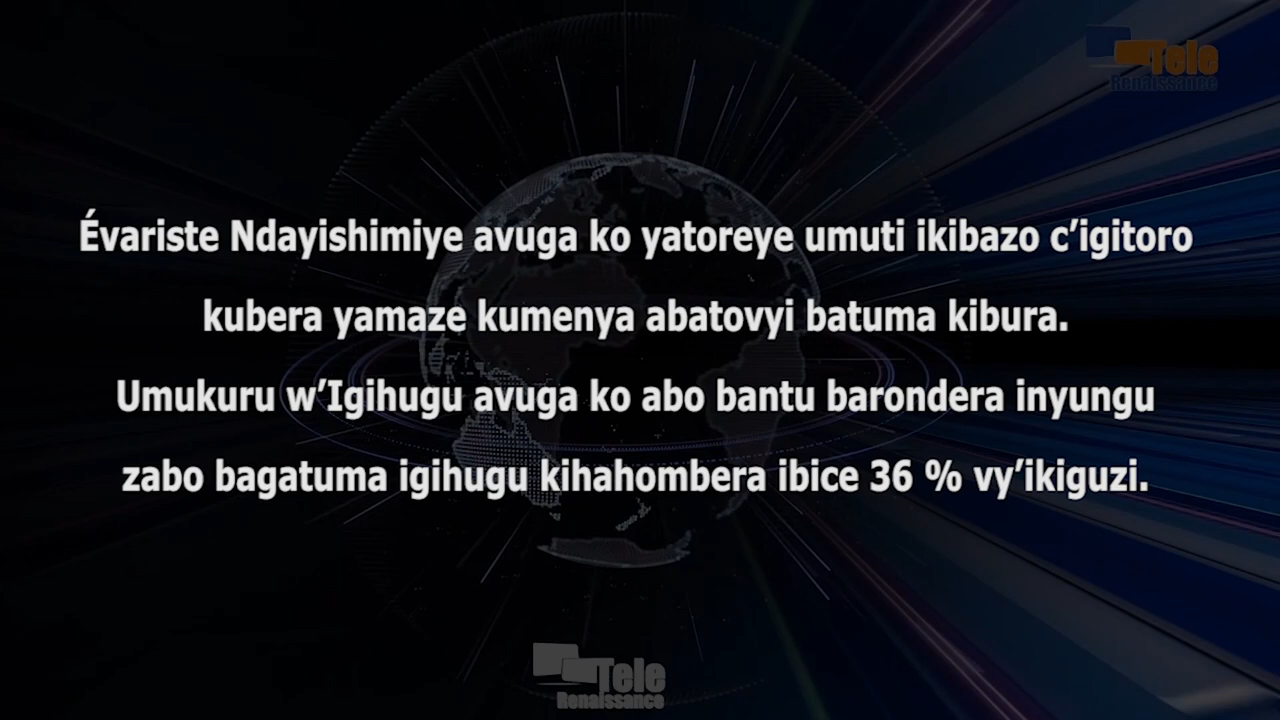 Tele
Renaissance
Évariste Ndayishimiye avuga ko yatoreye umuti ikibazo c’igitoro
kubera yamaze kumenya abatovyi batuma kibura.
Umukuru w’Igihugu avuga ko abo bantu barondera inyungu
zabo bagatuma igihugu kihahombera ibice 36 % vy’ikiguzi.
Tele
Renaissance